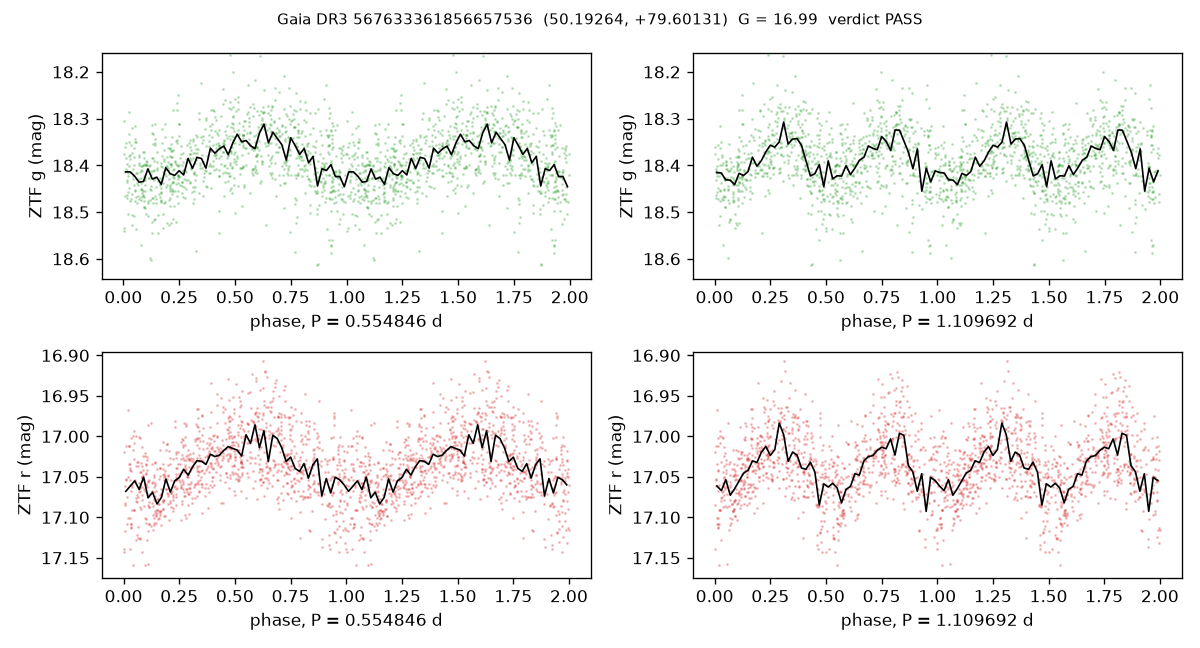 Gaia DR3 567633361856657536  (50.19264, +79.60131)  G = 16.99  verdict PASS
ZTF g (mag)
18.2
18.3
18.4
18.5
18.6
0.00 0.25 0.50 0.75 1.00 1.25 1.50 1.75 2.00
phase, P = 0.554846 d
ZTF g (mag)
18.2
18.3
18.4
18.5
18.6
0.00 0.25 0.50 0.75 1.00 1.25 1.50 1.75 2.00
phase, P = 1.109692 d
ZTF r (mag)
16.90
16.95
17.00
17.05
17.10
17.15
0.00 0.25 0.50 0.75 1.00 1.25 1.50 1.75 2.00
phase, P = 0.554846 d
ZTF r (mag)
16.90
16.95
17.00
17.05
17.10
17.15
0.00 0.25 0.50 0.75 1.00 1.25 1.50 1.75 2.00
phase, P = 1.109692 d